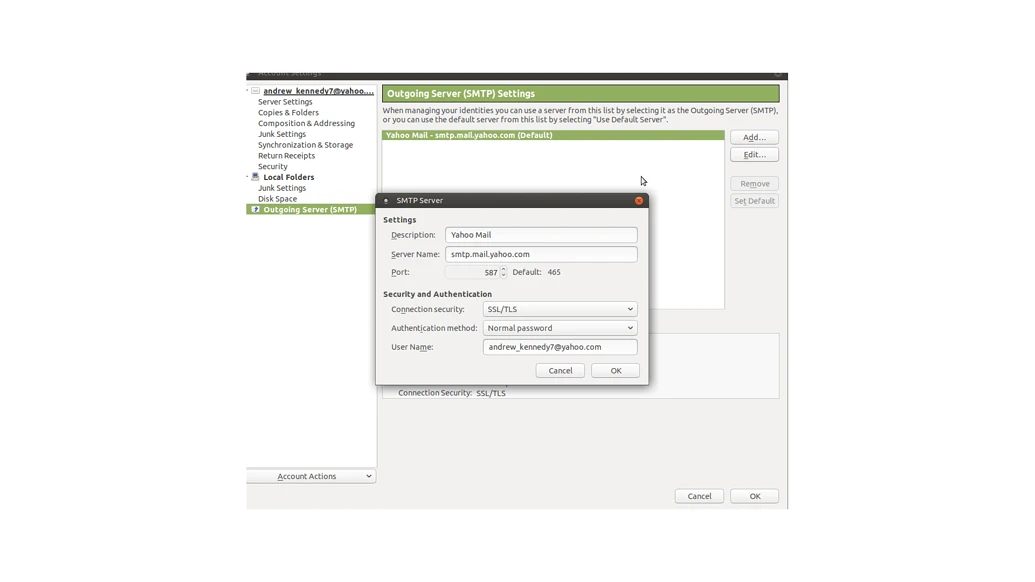 Account Settings
andrew_kennedy7@yahoo....
Server Settings
Copies & Folders
Composition & Addressing
Junk Settings
Synchronization & Storage
Return Receipts
Security
Local Folders
Junk Settings
Disk Space
Outgoing Server (SMTP)
Account Actions
Outgoing Server (SMTP) Settings
When managing your identities you can use a server from this list by selecting it as the Outgoing Server (SMTP),
or you can use the default server from this list by selecting "Use Default Server".
Yahoo Mail - smtp.mail.yahoo.com (Default)
Add...
Edit...
Remove
Set Default
SMTP Server
Settings
Description: Yahoo Mail
Server Name: smtp.mail.yahoo.com
Port: 587 Default: 465
Security and Authentication
Connection security: SSL/TLS
Authentication method: Normal password
User Name: andrew_kennedy7@yahoo.com
Cancel OK
Connection Security: SSL/TLS
Cancel OK